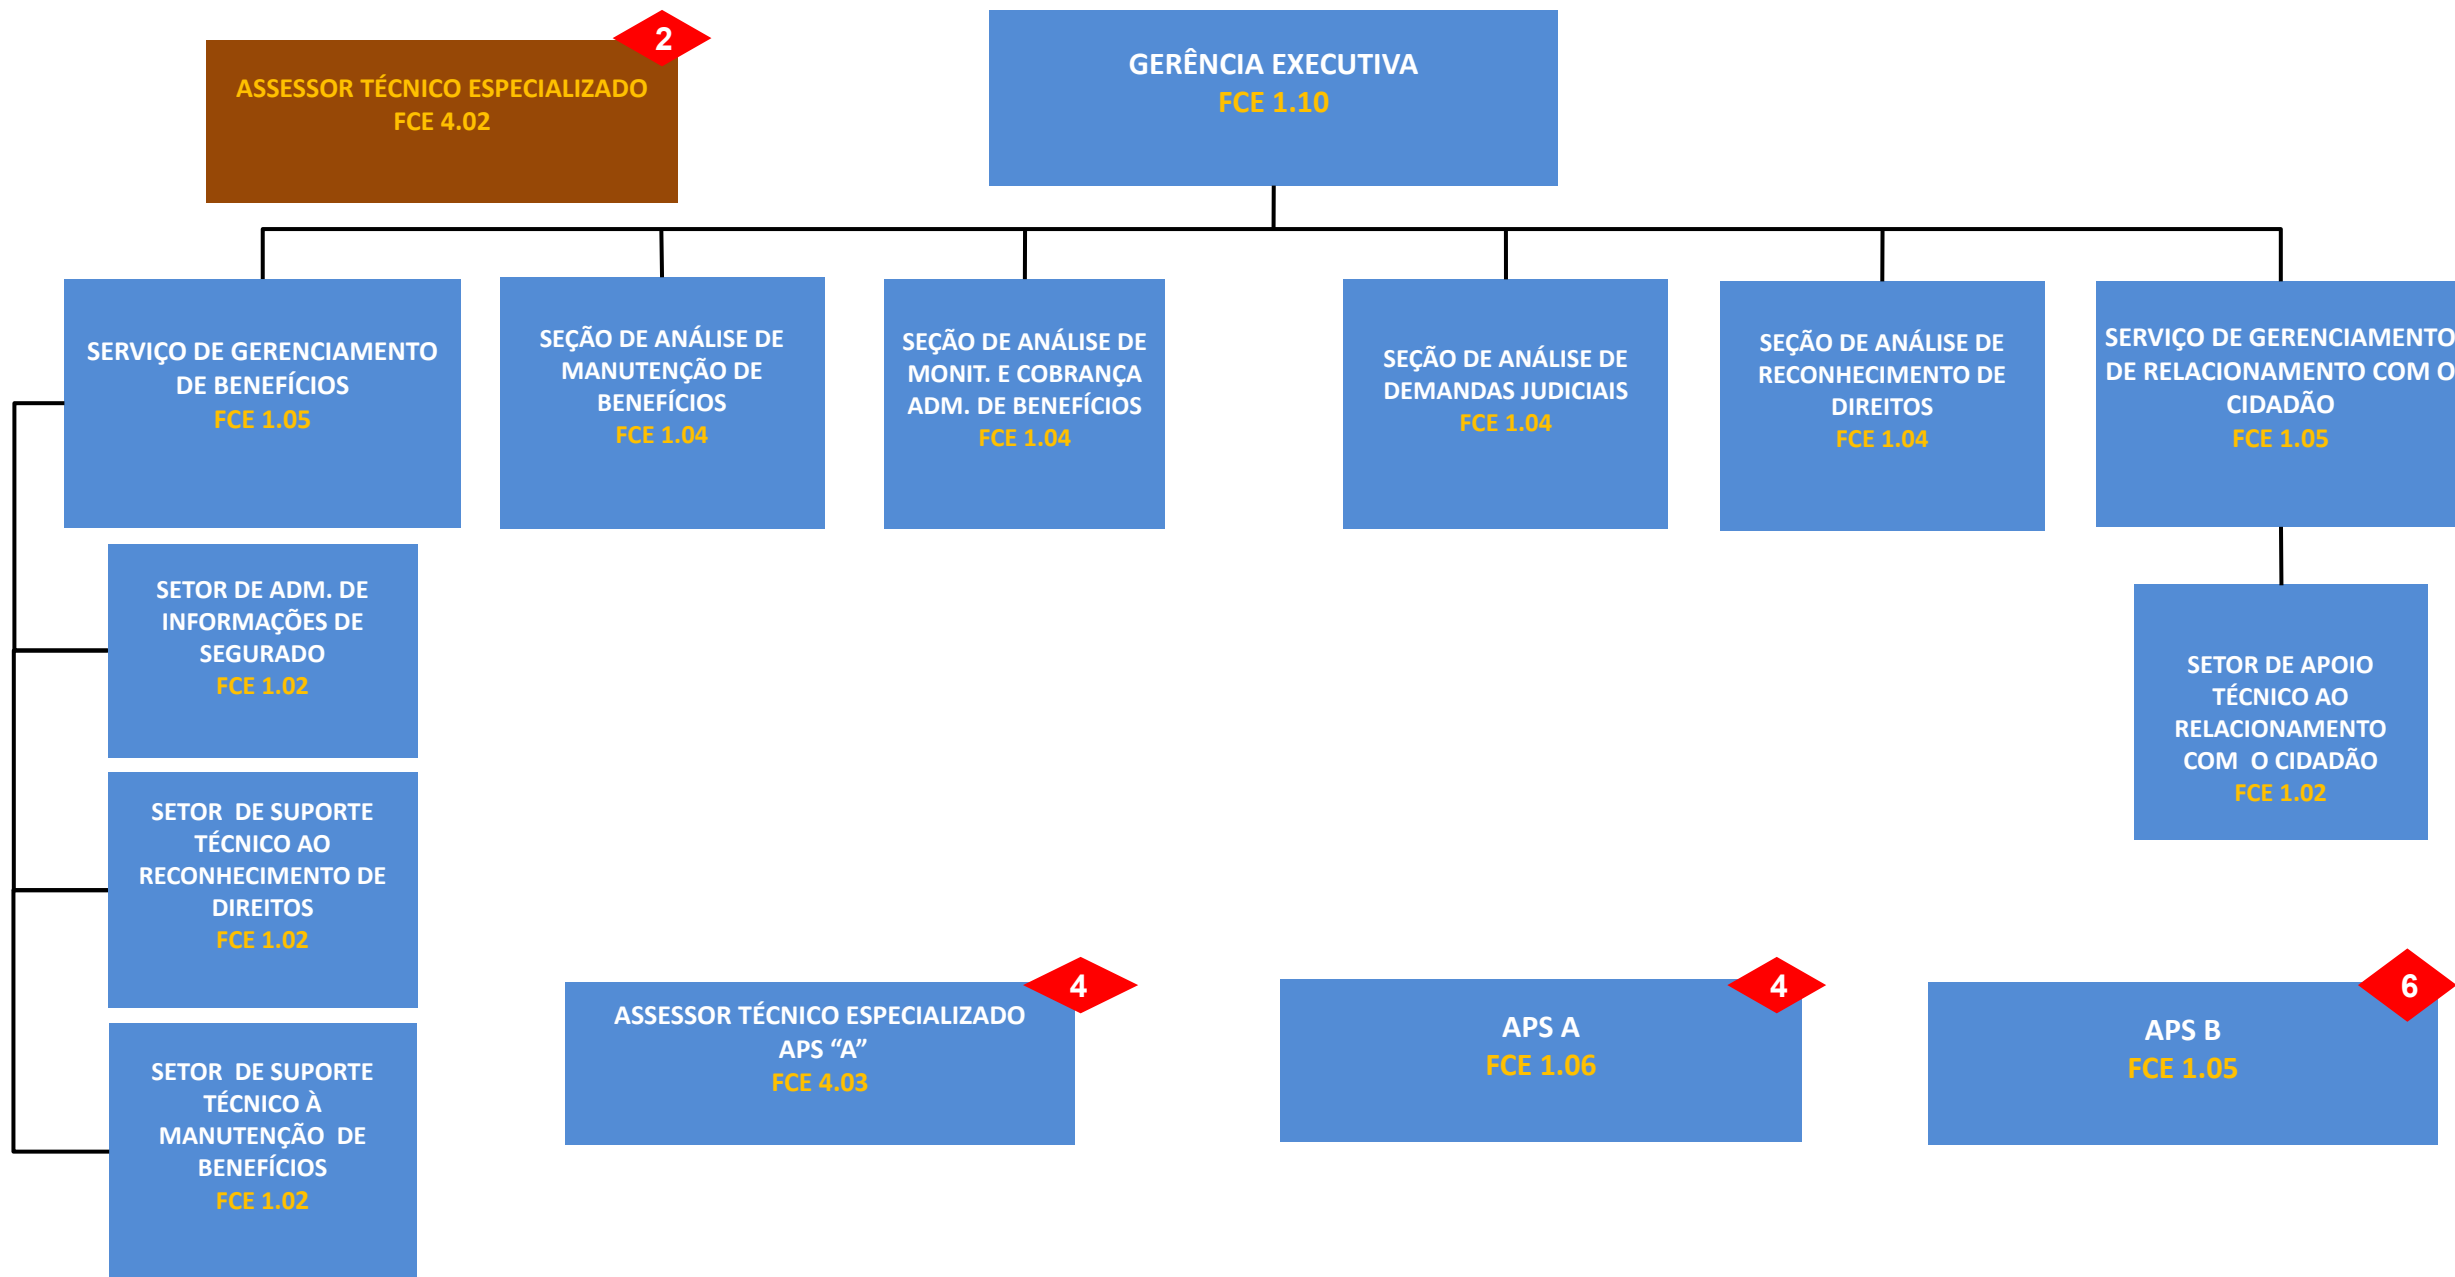 2
ASSESSOR TÉCNICO ESPECIALIZADO
FCE 4.02
GERÊNCIA EXECUTIVA
FCE 1.10
SERVIÇO DE GERENCIAMENTO
DE BENEFÍCIOS
FCE 1.05
SEÇÃO DE ANÁLISE DE
MANUTENÇÃO DE
BENEFÍCIOS
FCE 1.04
SEÇÃO DE ANÁLISE DE
MONIT. E COBRANÇA
ADM. DE BENEFÍCIOS
FCE 1.04
SEÇÃO DE ANÁLISE DE
DEMANDAS JUDICIAIS
FCE 1.04
SEÇÃO DE ANÁLISE DE
RECONHECIMENTO DE
DIREITOS
FCE 1.04
SERVIÇO DE GERENCIAMENTO
DE RELACIONAMENTO COM O
CIDADÃO
FCE 1.05
SETOR DE ADM. DE
INFORMAÇÕES DE
SEGURADO
FCE 1.02
SETOR DE APOIO
TÉCNICO AO
RELACIONAMENTO
COM  O CIDADÃO
FCE 1.02
SETOR  DE SUPORTE
TÉCNICO AO
RECONHECIMENTO DE
DIREITOS
FCE 1.02
SETOR  DE SUPORTE
TÉCNICO À
MANUTENÇÃO  DE
BENEFÍCIOS
FCE 1.02
4
ASSESSOR TÉCNICO ESPECIALIZADO
APS “A”
FCE 4.03
4
APS A
FCE 1.06
6
APS B
FCE 1.05